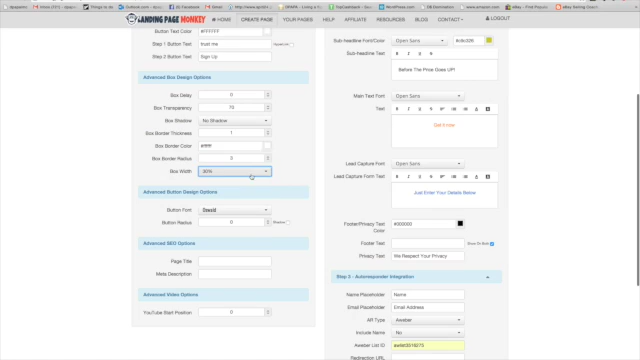 LANDING PAGE MONKEY
HOME
CREATE PAGE
YOUR PAGES
HELP
AFFILIATE
RESOURCES
BLOG
CONTACT
LOGOUT
Button Text Color #FFFFFF
Step 1 Button Text trust me
Step 2 Button Text Sign Up
Advanced Box Design Options
Box Delay 0
Box Transparency 70
Box Shadow No Shadow
Box Border Thickness 1
Box Border Color #ffffff
Box Border Radius 3
Box Width 30%
Advanced Button Design Options
Button Font
Button Radius 0 Shadow
Advanced SEO Options
Page Title
Meta Description
Advanced Video Options
YouTube Start Position 0
Sub-headline Font/Color Open Sans
Sub-headline Text
Before The Price Goes UP!
Main Text Font Open Sans
Text
Get it now
Lead Capture Font Open Sans
Lead Capture Form Text
Just Enter Your Details Below
Footer/Privacy Text #000000
Color
Footer Text
Privacy Text We Respect Your Privacy
Step 3 - Autoresponder Integration
Name Placeholder Name
Email Placeholder Email Address
AR Type Aweber
Include Name No
Aweber List ID
Redirection URL